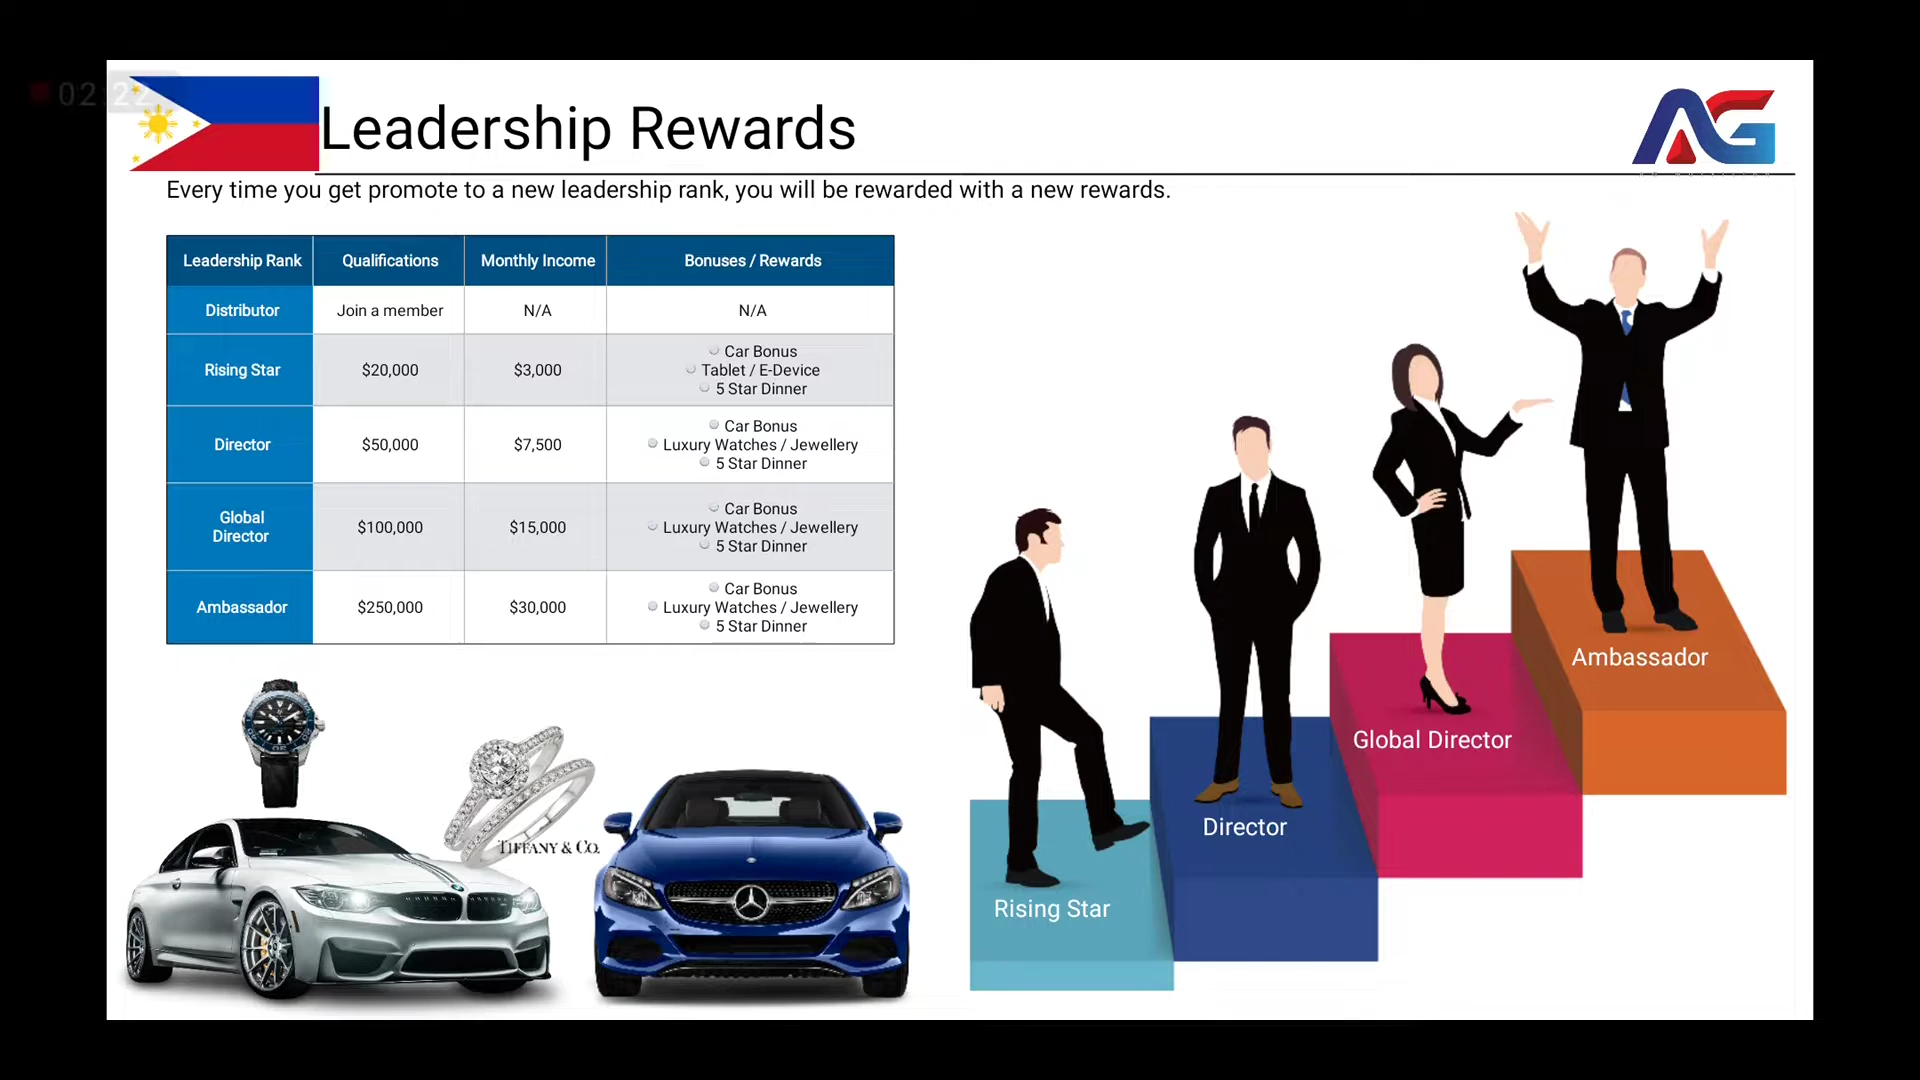 02:22
Leadership Rewards
AG
Every time you get promote to a new leadership rank, you will be rewarded with a new rewards.
Leadership Rank Qualifications Monthly Income Bonuses / Rewards
Distributor Join a member N/A N/A
Rising Star $20,000 $3,000 Car Bonus
Tablet / E-Device
5 Star Dinner
Director $50,000 $7,500 Car Bonus
Luxury Watches / Jewellery
5 Star Dinner
Global
Director $100,000 $15,000 Car Bonus
Luxury Watches / Jewellery
5 Star Dinner
Ambassador $250,000 $30,000 Car Bonus
Luxury Watches / Jewellery
5 Star Dinner
TIFFANY & CO.
Ambassador
Global Director
Director
Rising Star